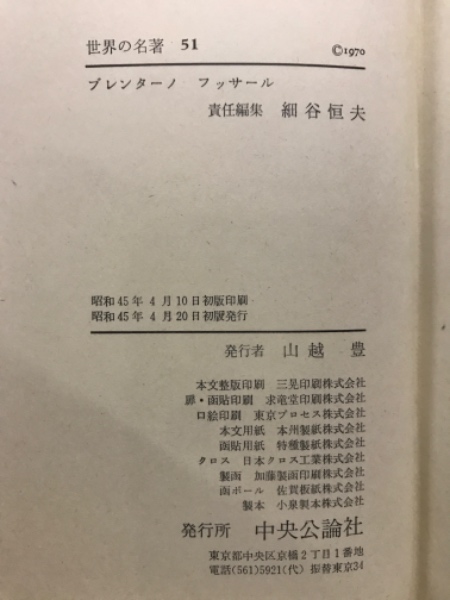 世界の名著 51
©1970
ブレンターノ フッサール
責任編集 細谷恒夫
昭和45年 4月10日初版印刷
昭和45年 4月20日初版発行
発行者 山越 豊
本文整版印刷 三晃印刷株式会社
扉・函貼印刷 求竜堂印刷株式会社
口絵印刷 東京プロセス株式会社
本文用紙 本州製紙株式会社
函貼用紙 特種製紙株式会社
クロス 日本クロス工業株式会社
製函 加藤製函印刷株式会社
函ボール 佐賀板紙株式会社
製本 小泉製本株式会社
発行所 中央公論社
東京都中央区京橋2丁目1番地
電話(561)5921(代) 振替東京34